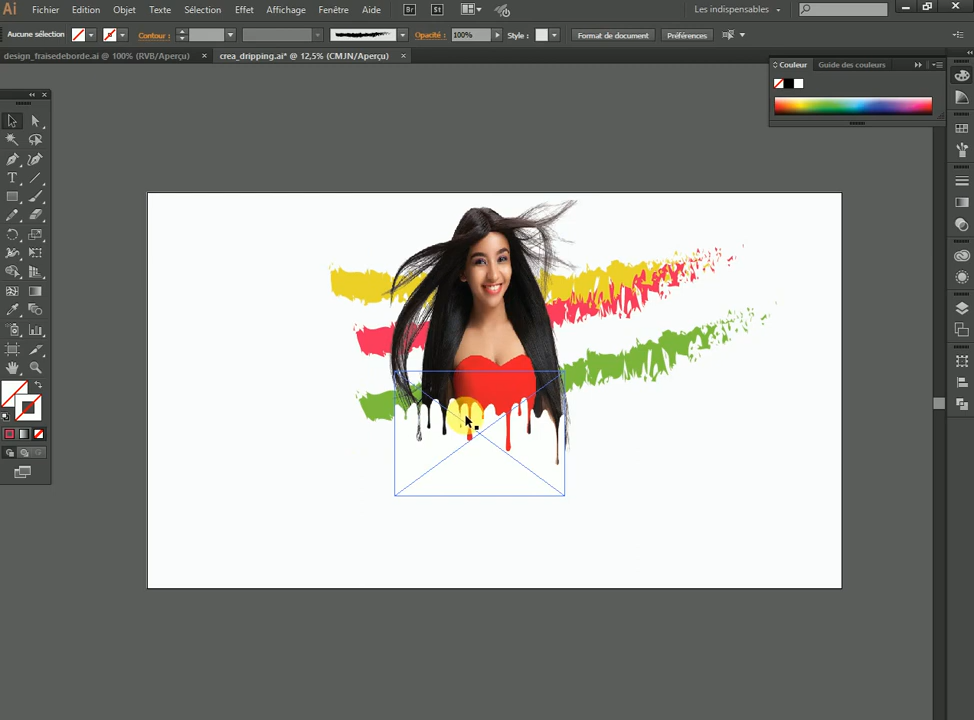 Ai Fichier Edition Objet Texte Sélection Effet Affichage Fenêtre Aide Br St Les indispensables
Aucune sélection Contour : Opacité : 100% Style : Format de document Préférences
design_fraisedeborde.ai @ 100% (RVB/Aperçu) crea_dripping.ai* @ 12,5% (CMJN/Aperçu)
Couleur Guide des couleurs
T